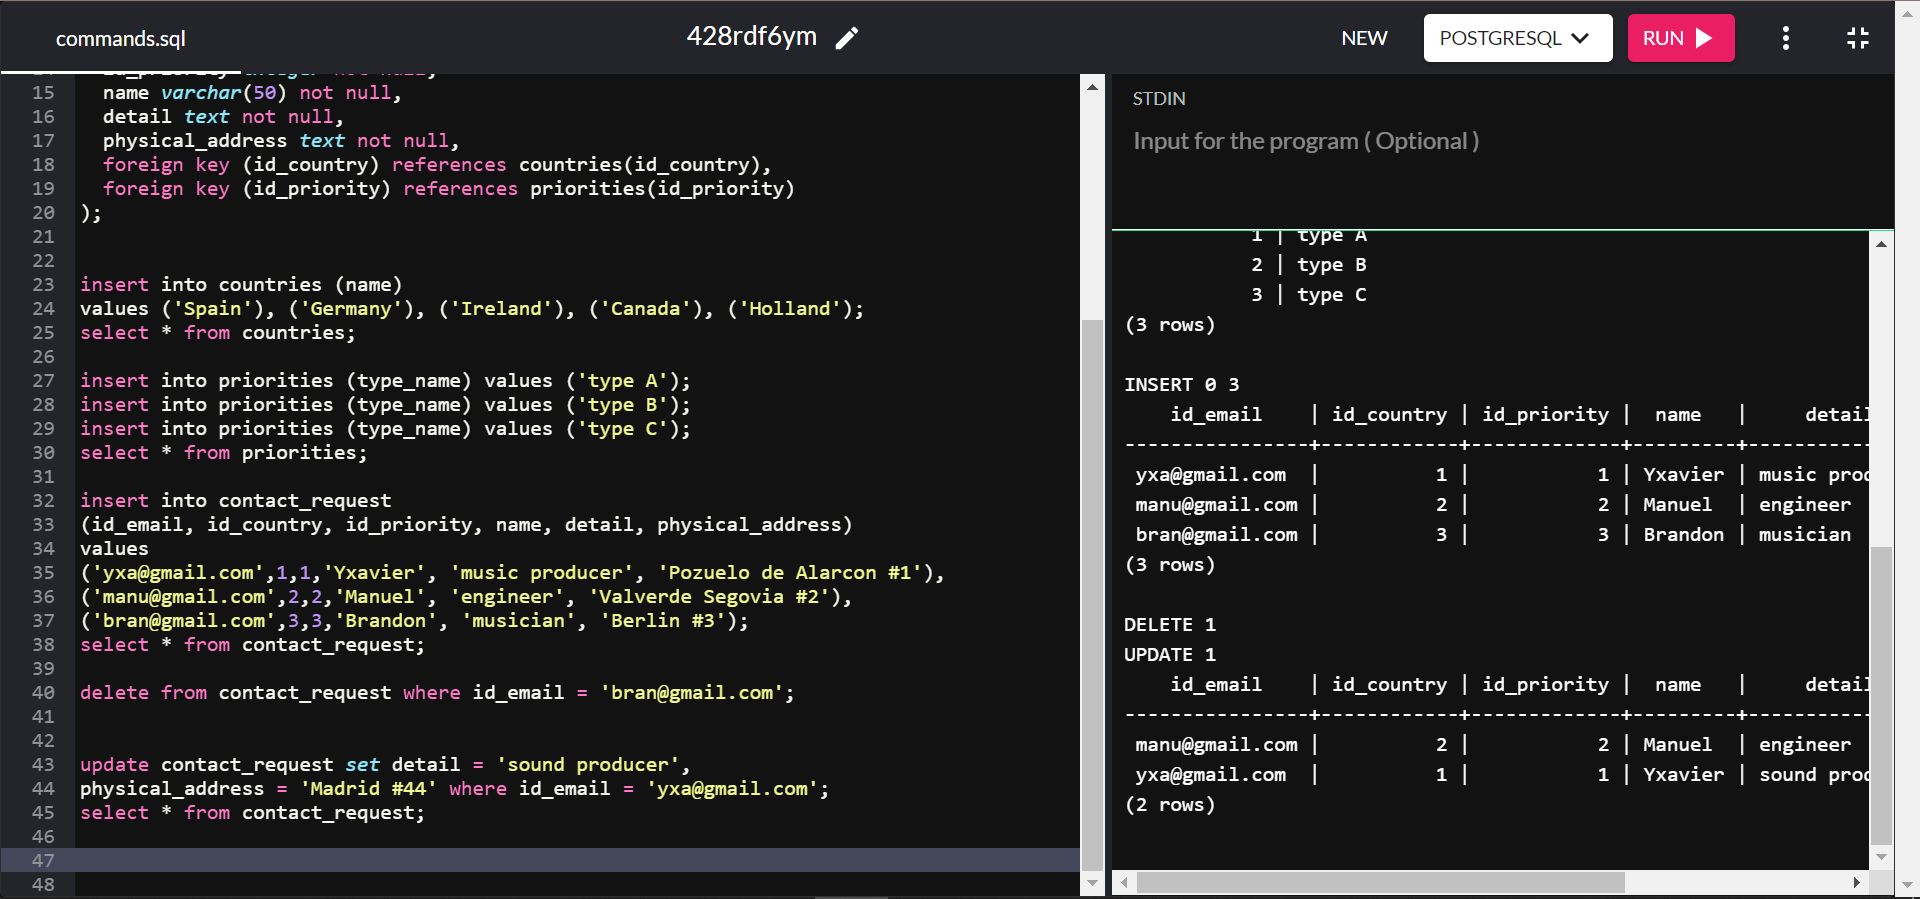 commands.sql
428rdf6ym
NEW
POSTGRESQL
RUN
15 name varchar(50) not null,
16 detail text not null,
17 physical_address text not null,
18 foreign key (id_country) references countries(id_country),
19 foreign key (id_priority) references priorities(id_priority)
20 );
21
22
23 insert into countries (name)
24 values ('Spain'), ('Germany'), ('Ireland'), ('Canada'), ('Holland');
25 select * from countries;
26
27 insert into priorities (type_name) values ('type A');
28 insert into priorities (type_name) values ('type B');
29 insert into priorities (type_name) values ('type C');
30 select * from priorities;
31
32 insert into contact_request
33 (id_email, id_country, id_priority, name, detail, physical_address)
34 values
35 ('yxa@gmail.com',1,1,'Yxavier', 'music producer', 'Pozuelo de Alarcon #1'),
36 ('manu@gmail.com',2,2,'Manuel', 'engineer', 'Valverde Segovia #2'),
37 ('bran@gmail.com',3,3,'Brandon', 'musician', 'Berlin #3');
38 select * from contact_request;
39
40 delete from contact_request where id_email = 'bran@gmail.com';
41
42
43 update contact_request set detail = 'sound producer',
44 physical_address = 'Madrid #44' where id_email = 'yxa@gmail.com';
45 select * from contact_request;
46
47
48
STDIN
Input for the program ( Optional )
1 | type A
2 | type B
3 | type C
(3 rows)
INSERT 0 3
id_email | id_country | id_priority | name | detail
----------------+------------+-------------+---------+-----------
yxa@gmail.com | 1 | 1 | Yxavier | music prod
manu@gmail.com | 2 | 2 | Manuel | engineer
bran@gmail.com | 3 | 3 | Brandon | musician
(3 rows)
DELETE 1
UPDATE 1
id_email | id_country | id_priority | name | detail
----------------+------------+-------------+---------+-----------
manu@gmail.com | 2 | 2 | Manuel | engineer
yxa@gmail.com | 1 | 1 | Yxavier | sound prod
(2 rows)